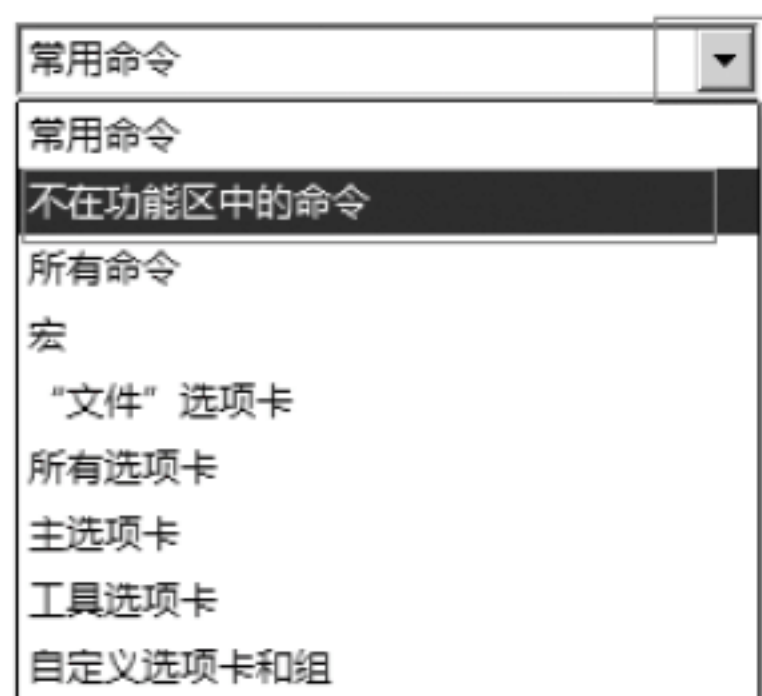 常用命令
常用命令
不在功能区中的命令
所有命令
宏
“文件”选项卡
所有选项卡
主选项卡
工具选项卡
自定义选项卡和组